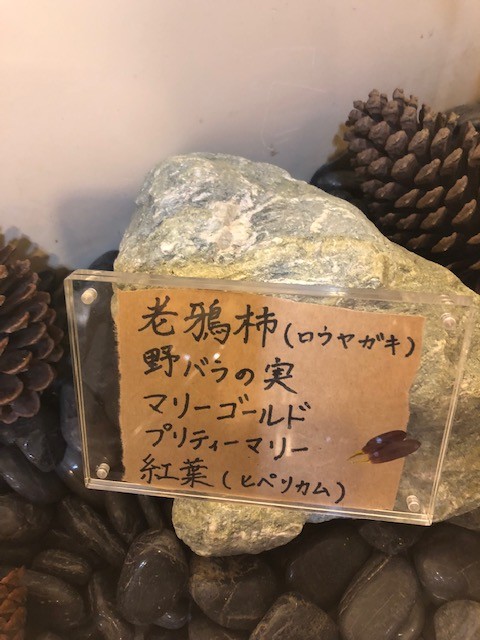 老鴉柿(ロウヤガキ)
野バラの実
マリーゴールド
プリティーマリー
紅葉(ヒペリカム)